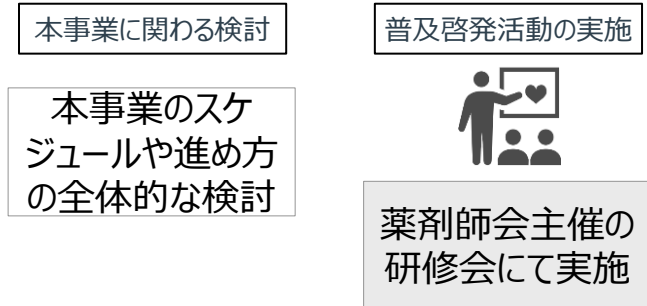 本事業に関わる検討
本事業のスケ
ジュールや進め方
の全体的な検討
普及啓発活動の実施
薬剤師会主催の
研修会にて実施